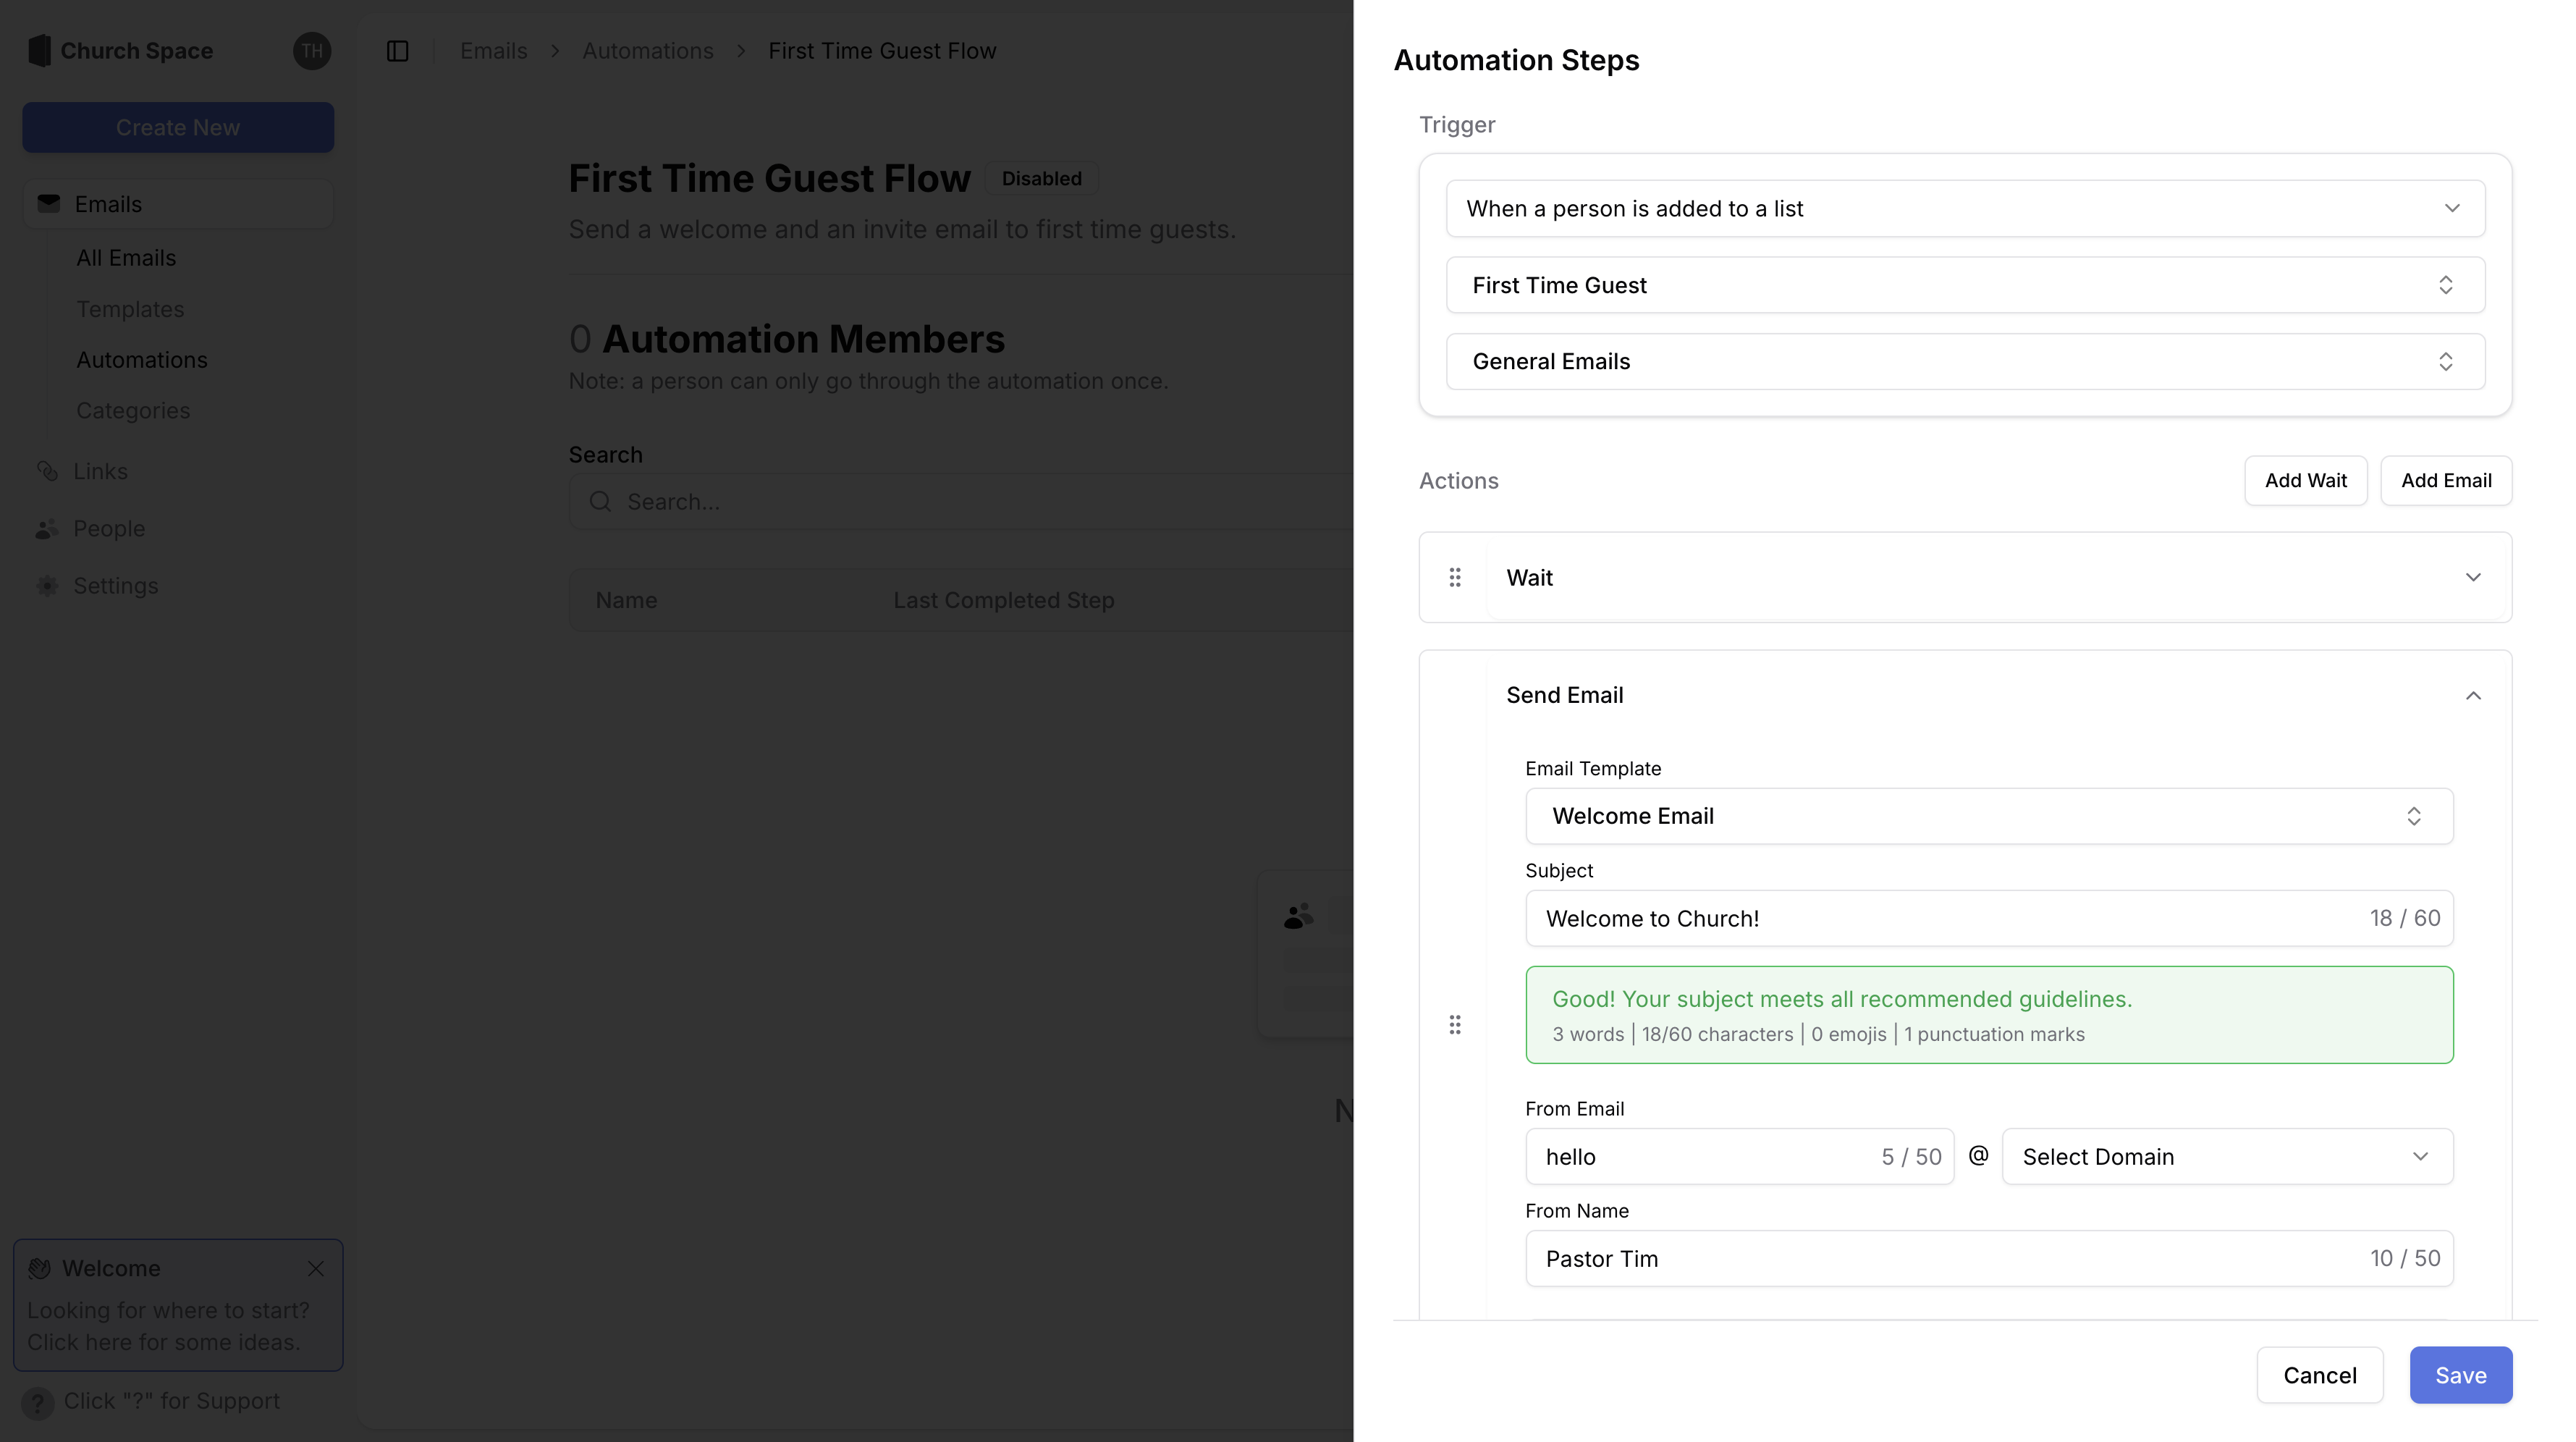 Church Space
TH
Create New
Emails
All Emails
Templates
Automations
Categories
Links
People
Settings
Welcome
Looking for where to start?
Click here for some ideas.
? Click "?" for Support
Emails > Automations > First Time Guest Flow
First Time Guest Flow Disabled
Send a welcome and an invite email to first time guests.
0 Automation Members
Note: a person can only go through the automation once.
Search
Search...
Name Last Completed Step
Automation Steps
Trigger
When a person is added to a list
First Time Guest
General Emails
Actions Add Wait Add Email
Wait
Send Email
Email Template
Welcome Email
Subject
Welcome to Church! 18 / 60
Good! Your subject meets all recommended guidelines.
3 words | 18/60 characters | 0 emojis | 1 punctuation marks
From Email
hello 5 / 50 @ Select Domain
From Name
Pastor Tim 10 / 50
Cancel Save